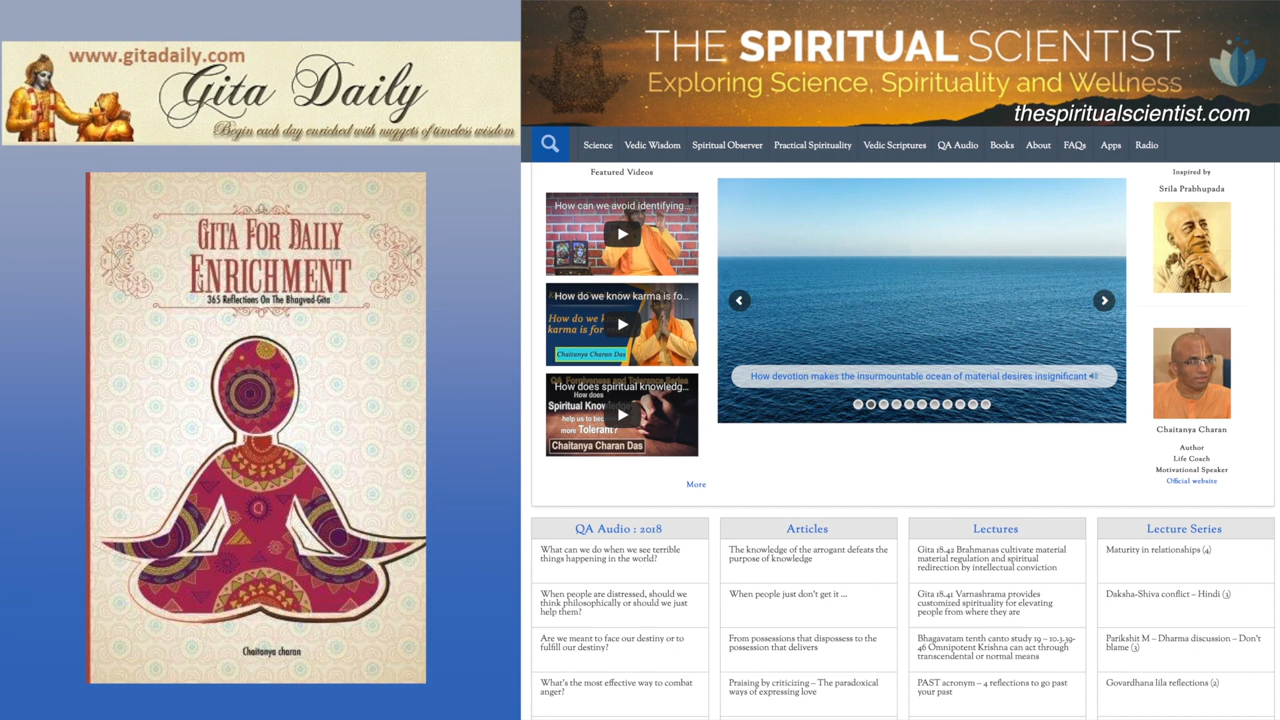 www.gitadaily.com
Gita Daily
Begin each day enriched with nuggets of timeless wisdom
GITA FOR DAILY
ENRICHMENT
365 Reflections On The Bhagvad-Gita
Chaitanya charan
THE SPIRITUAL SCIENTIST
Exploring Science, Spirituality and Wellness
thespiritualscientist.com
Science Vedic Wisdom Spiritual Observer Practical Spirituality Vedic Scriptures QA Audio Books About FAQs Apps Radio
Featured Videos
How can we avoid identifying...
How do we know karma is fo...
How do we k
karma is for
Chaitanya Charan Das
QA Forgiveness and Tolerance Series
How does spiritual knowledg...
How does
Spiritual Know
help us to be
more Tolerant?
Chaitanya Charan Das
More
How devotion makes the insurmountable ocean of material desires insignificant
Inspired by
Srila Prabhupada
Chaitanya Charan
Author
Life Coach
Motivational Speaker
Official website
QA Audio : 2018
What can we do when we see terrible
things happening in the world?
When people are distressed, should we
think philosophically or should we just
help them?
Are we meant to face our destiny or to
fulfill our destiny?
What's the most effective way to combat
anger?
Articles
The knowledge of the arrogant defeats the
purpose of knowledge
When people just don't get it ...
From possessions that dispossess to the
possession that delivers
Praising by criticizing – The paradoxical
ways of expressing love
Lectures
Gita 18.42 Brahmanas cultivate material
material regulation and spiritual
redirection by intellectual conviction
Gita 18.41 Varnashrama provides
customized spirituality for elevating
people from where they are
Bhagavatam tenth canto study 19 – 10.3.39-
46 Omnipotent Krishna can act through
transcendental or normal means
PAST acronym – 4 reflections to go past
your past
Lecture Series
Maturity in relationships (4)
Daksha-Shiva conflict – Hindi (3)
Parikshit M – Dharma discussion – Don't
blame (3)
Govardhana lila reflections (2)